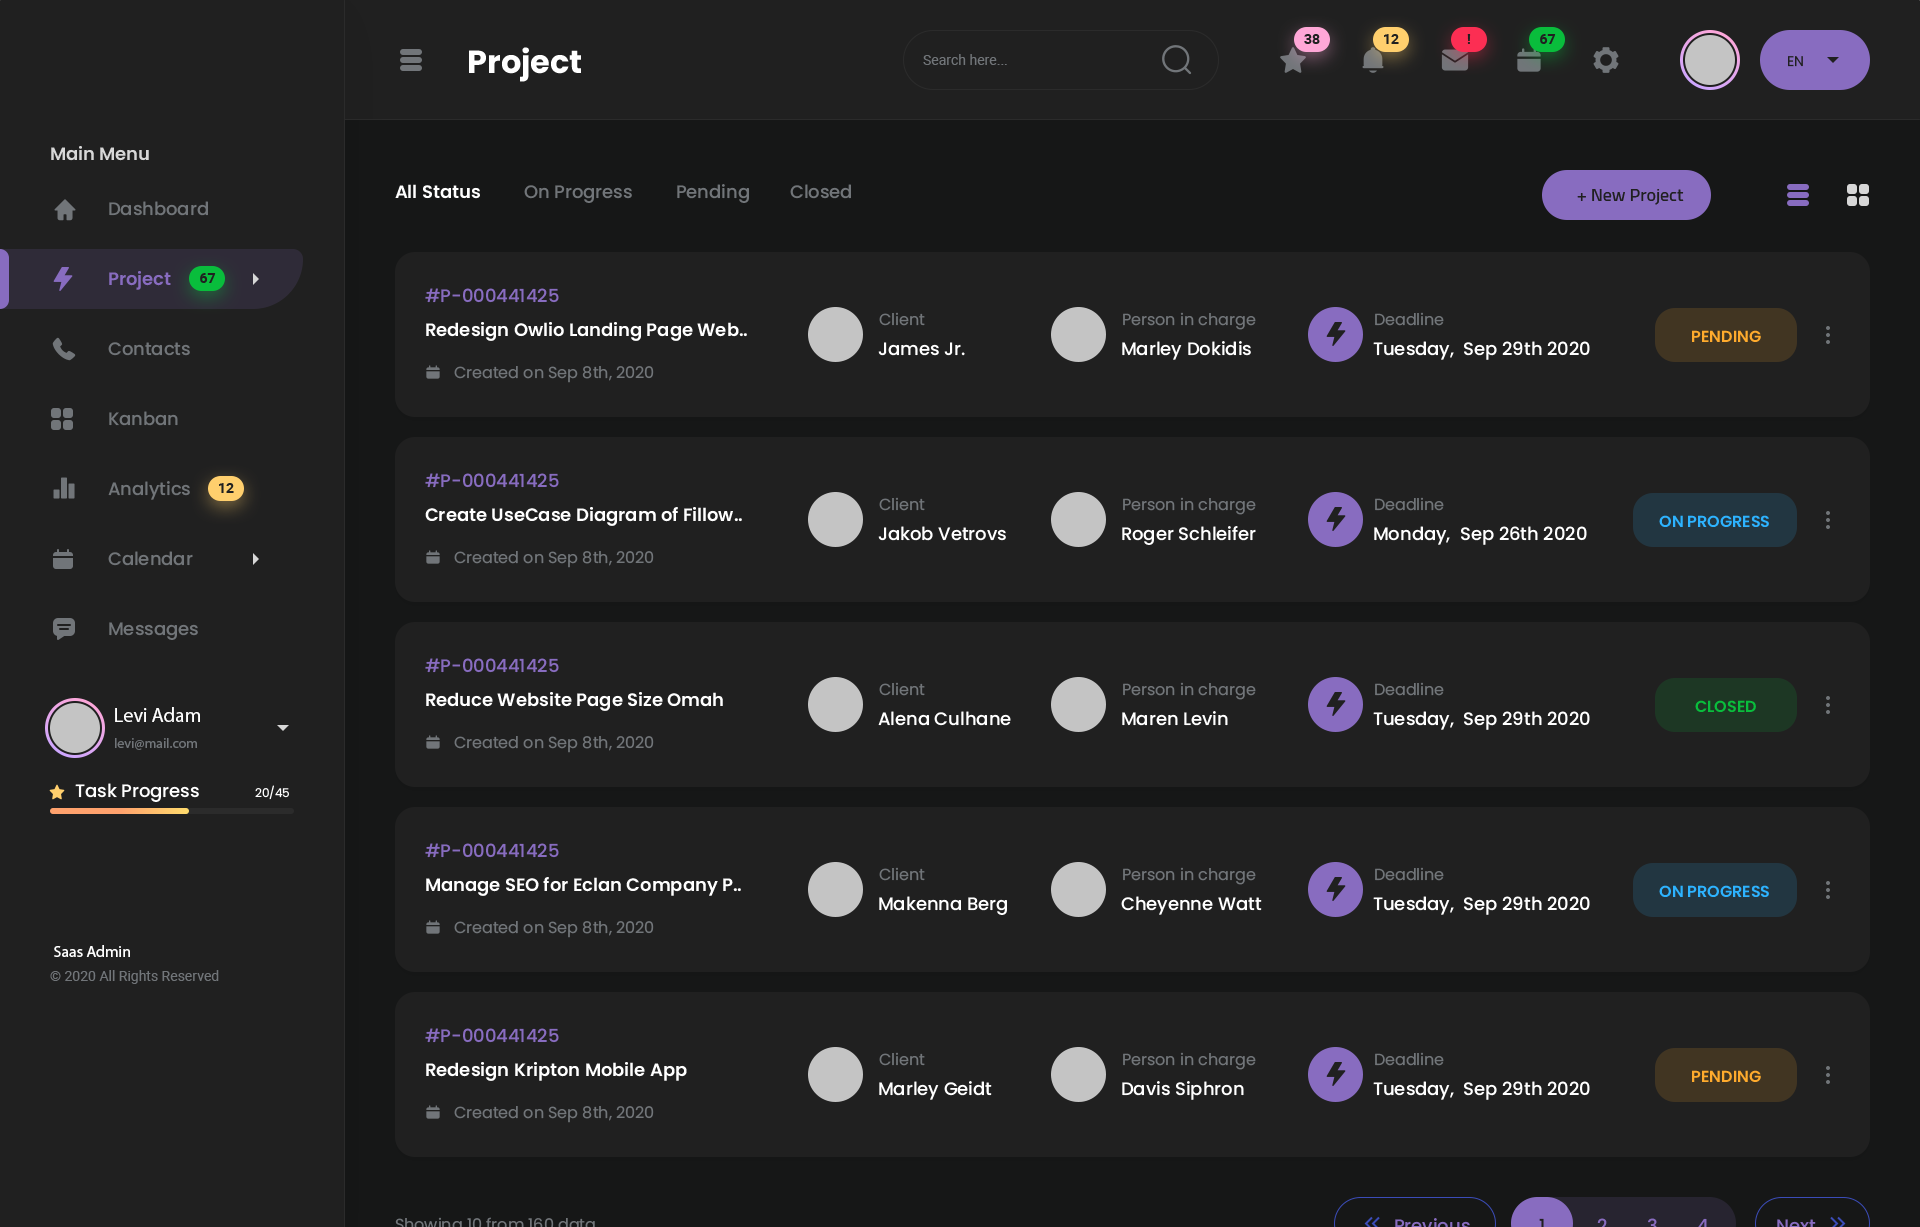 Project
Search here...
38
12
!
67
EN
Main Menu
Dashboard
Project 67
Contacts
Kanban
Analytics 12
Calendar
Messages
Levi Adam
levi@mail.com
Task Progress 20/45
Saas Admin
© 2020 All Rights Reserved
All Status On Progress Pending Closed
+ New Project
#P-000441425
Redesign Owlio Landing Page Web..
Created on Sep 8th, 2020
Client
James Jr.
Person in charge
Marley Dokidis
Deadline
Tuesday, Sep 29th 2020
PENDING
#P-000441425
Create UseCase Diagram of Fillow..
Created on Sep 8th, 2020
Client
Jakob Vetrovs
Person in charge
Roger Schleifer
Deadline
Monday, Sep 26th 2020
ON PROGRESS
#P-000441425
Reduce Website Page Size Omah
Created on Sep 8th, 2020
Client
Alena Culhane
Person in charge
Maren Levin
Deadline
Tuesday, Sep 29th 2020
CLOSED
#P-000441425
Manage SEO for Eclan Company P..
Created on Sep 8th, 2020
Client
Makenna Berg
Person in charge
Cheyenne Watt
Deadline
Tuesday, Sep 29th 2020
ON PROGRESS
#P-000441425
Redesign Kripton Mobile App
Created on Sep 8th, 2020
Client
Marley Geidt
Person in charge
Davis Siphron
Deadline
Tuesday, Sep 29th 2020
PENDING
Showing 10 from 160 data
Previous 1 2 3 4 Next